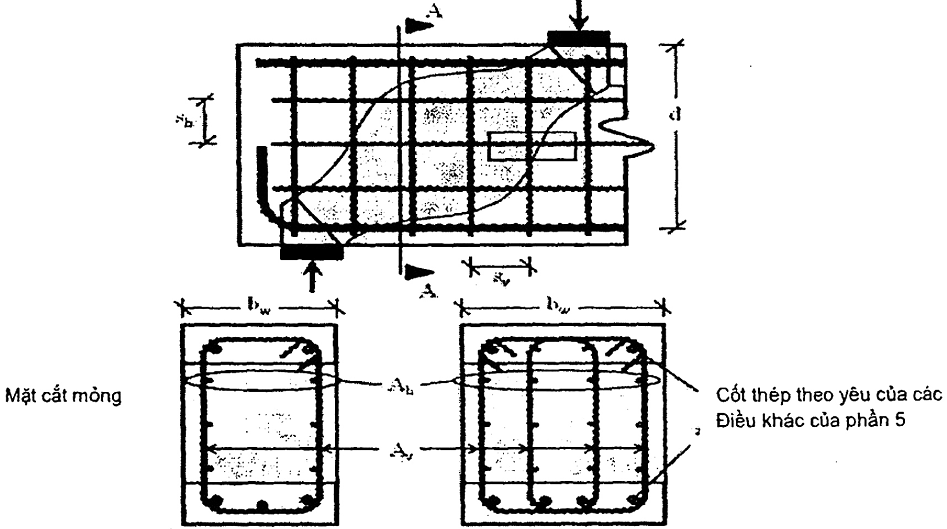 A
s_h
d
A
s_v
b_w
b_w
Mặt cắt mỏng
A_h
Cốt thép theo yêu của các
Điều khác của phần 5
A_v